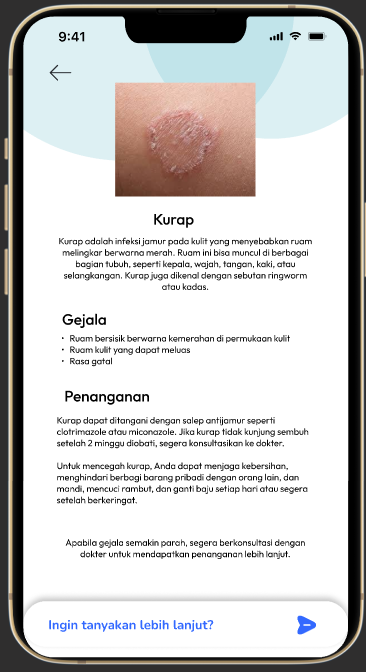 9:41
Kurap
Kurap adalah infeksi jamur pada kulit yang menyebabkan ruam
melingkar berwarna merah. Ruam ini bisa muncul di berbagai
bagian tubuh, seperti kepala, wajah, tangan, kaki, atau
selangkangan. Kurap juga dikenal dengan sebutan ringworm
atau kadas.
Gejala
• Ruam bersisik berwarna kemerahan di permukaan kulit
• Ruam kulit yang dapat meluas
• Rasa gatal
Penanganan
Kurap dapat ditangani dengan salep antijamur seperti
clotrimazole atau miconazole. Jika kurap tidak kunjung sembuh
setelah 2 minggu diobati, segera konsultasikan ke dokter.
Untuk mencegah kurap, Anda dapat menjaga kebersihan,
menghindari berbagi barang pribadi dengan orang lain, dan
mandi, mencuci rambut, dan ganti baju setiap hari atau segera
setelah berkeringat.
Apabila gejala semakin parah, segera berkonsultasi dengan
dokter untuk mendapatkan penanganan lebih lanjut.
Ingin tanyakan lebih lanjut?